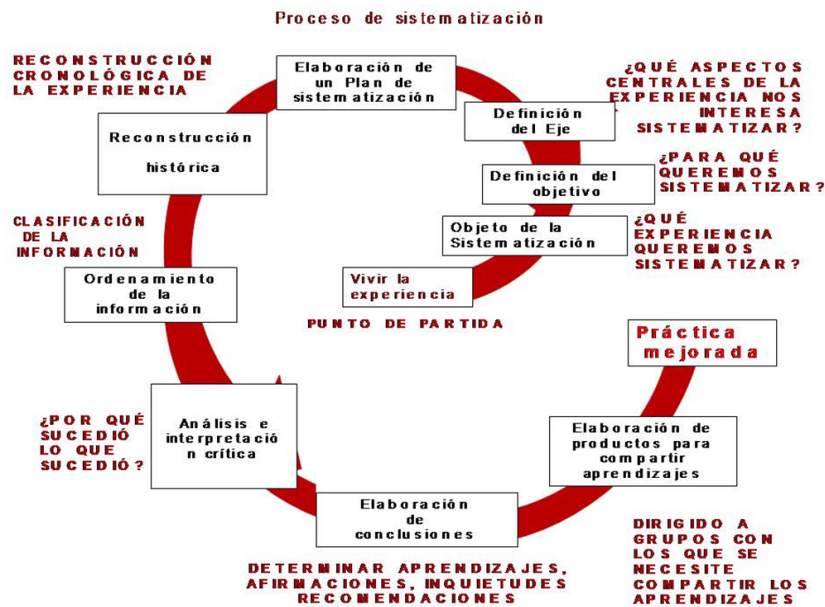 Proceso de sistematización
RECONSTRUCCIÓN
CRONOLÓGICA DE
LA EXPERIENCIA
Elaboración de
un Plan de
sistematización
¿QUÉ ASPECTOS
CENTRALES DE LA
EXPERIENCIA NOS
INTERESA
SISTEMATIZAR?
Definición
del Eje
Reconstrucción
histórica
¿PARA QUÉ
QUEREMOS
SISTEMATIZAR?
Definición del
objetivo
CLASIFICACIÓN
DE LA
INFORMACIÓN
Objeto de la
Sistematización
¿QUÉ
EXPERIENCIA
QUEREMOS
SISTEMATIZAR?
Ordenamiento
de la
información
Vivir la
experiencia
PUNTO DE PARTIDA
Práctica
mejorada
¿POR QUÉ
SUCEDIÓ
LO QUE
SUCEDIÓ?
Análisis e
interpretació
n crítica
Elaboración de
productos para
compartir
aprendizajes
Elaboración
de
conclusiones
DETERMINAR APRENDIZAJES,
AFIRMACIONES, INQUIETUDES
RECOMENDACIONES
DIRIGIDO A
GRUPOS CON
LOS QUE SE
NECESITE
COMPARTIR LOS
APRENDIZAJES